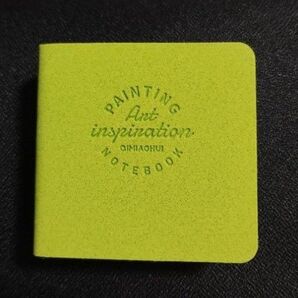 PAINTING
Art
inspiration
QIMIAOHUI
NOTEBOOK